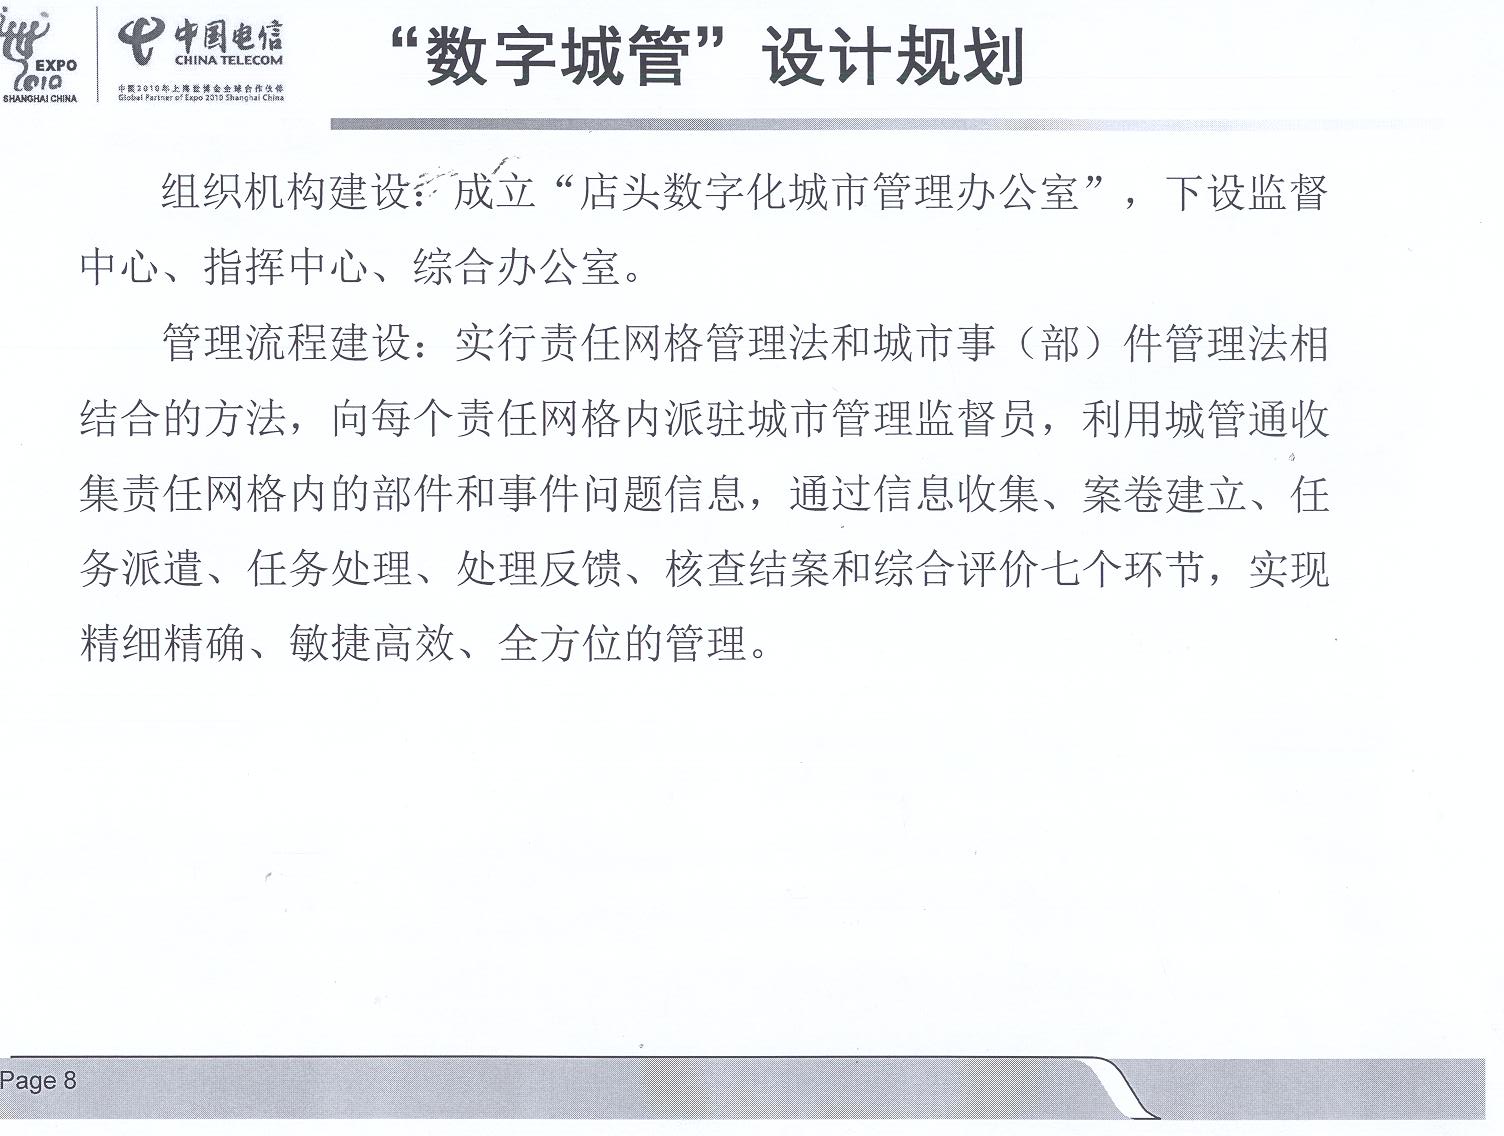 EXPO
2010
SHANGHAI CHINA
中国电信
CHINA TELECOM
中国2010年上海世博会全球合作伙伴
Global Partner of Expo 2010 Shanghai China
“数字城管”设计规划
组织机构建设：成立“店头数字化城市管理办公室”，下设监督
中心、指挥中心、综合办公室。
管理流程建设：实行责任网格管理法和城市事（部）件管理法相
结合的方法，向每个责任网格内派驻城市管理监督员，利用城管通收
集责任网格内的部件和事件问题信息，通过信息收集、案卷建立、任
务派遣、任务处理、处理反馈、核查结案和综合评价七个环节，实现
精细精确、敏捷高效、全方位的管理。
Page 8